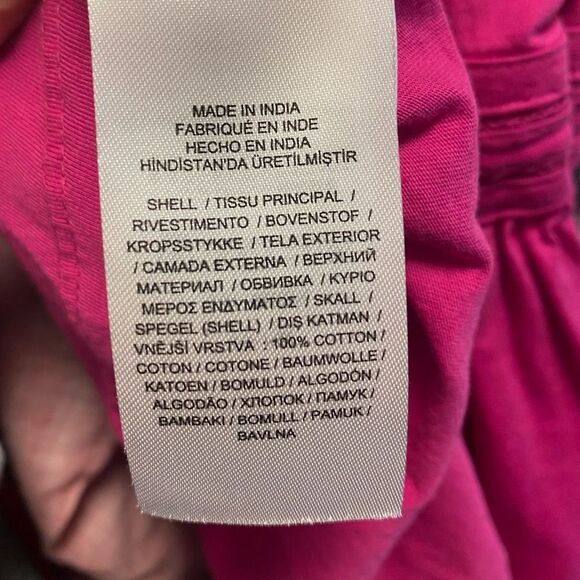 MADE IN INDIA
FABRIQUÉ EN INDE
HECHO EN INDIA
HİNDİSTAN'DA ÜRETİLMİŞTİR
SHELL / TISSU PRINCIPAL /
RIVESTIMENTO / BOVENSTOF /
KROPSSTYKKE / TELA EXTERIOR
/ CAMADA EXTERNA / ВЕРХНИЙ
МАТЕРИАЛ / ОБВИВКА / ΚΥΡΙΟ
ΜΕΡΟΣ ΕΝΔΥΜΑΤΟΣ / SKALL /
SPEGEL (SHELL) / DIŞ KATMAN /
VNĚJŠÍ VRSTVA : 100% COTTON /
COTON / COTONE / BAUMWOLLE /
KATOEN / BOMULD / ALGODÓN /
ALGODÃO / ХЛОПОК / ПАМУК /
ΒΑΜΒΑΚΙ / BOMULL / PAMUK /
BAVLNA